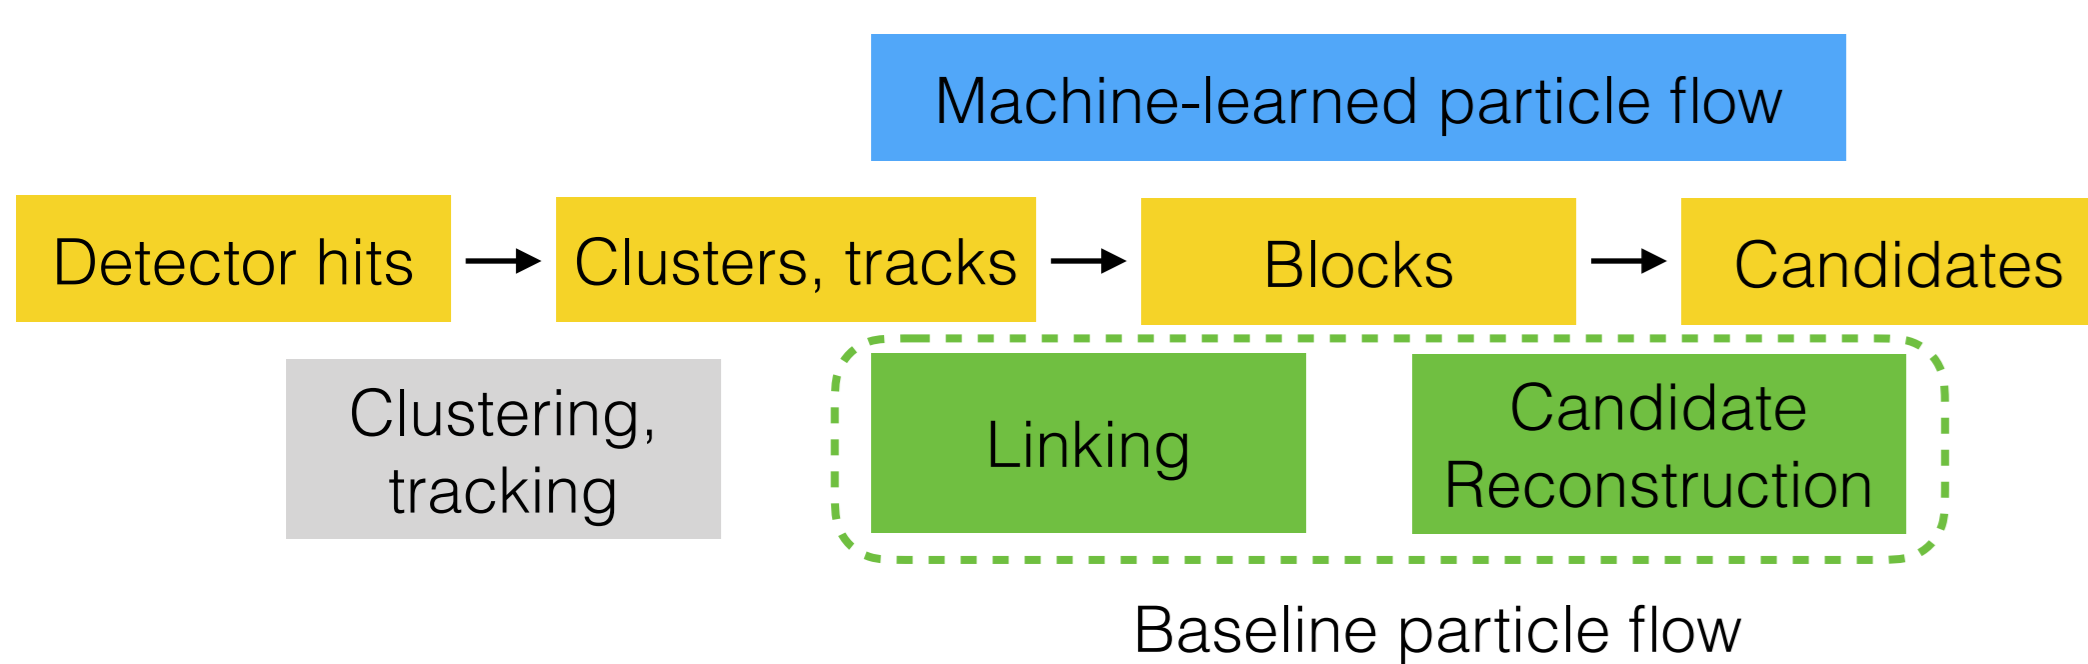 Machine-learned particle flow
Detector hits
Clusters, tracks
Blocks
Candidates
Clustering,
tracking
Linking
Candidate
Reconstruction
Baseline particle flow